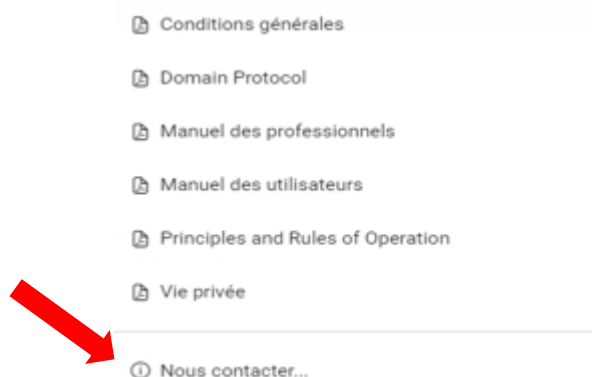 Conditions générales
Domain Protocol
Manuel des professionnels
Manuel des utilisateurs
Principles and Rules of Operation
Vie privée
Nous contacter...